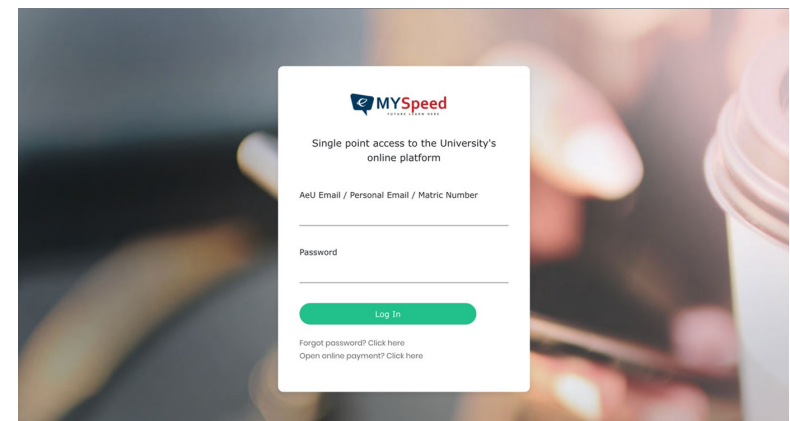 e MYSpeed
FUTURE LEARN HERE
Single point access to the University's
online platform
AeU Email / Personal Email / Matric Number
Password
Log In
Forgot password? Click here
Open online payment? Click here